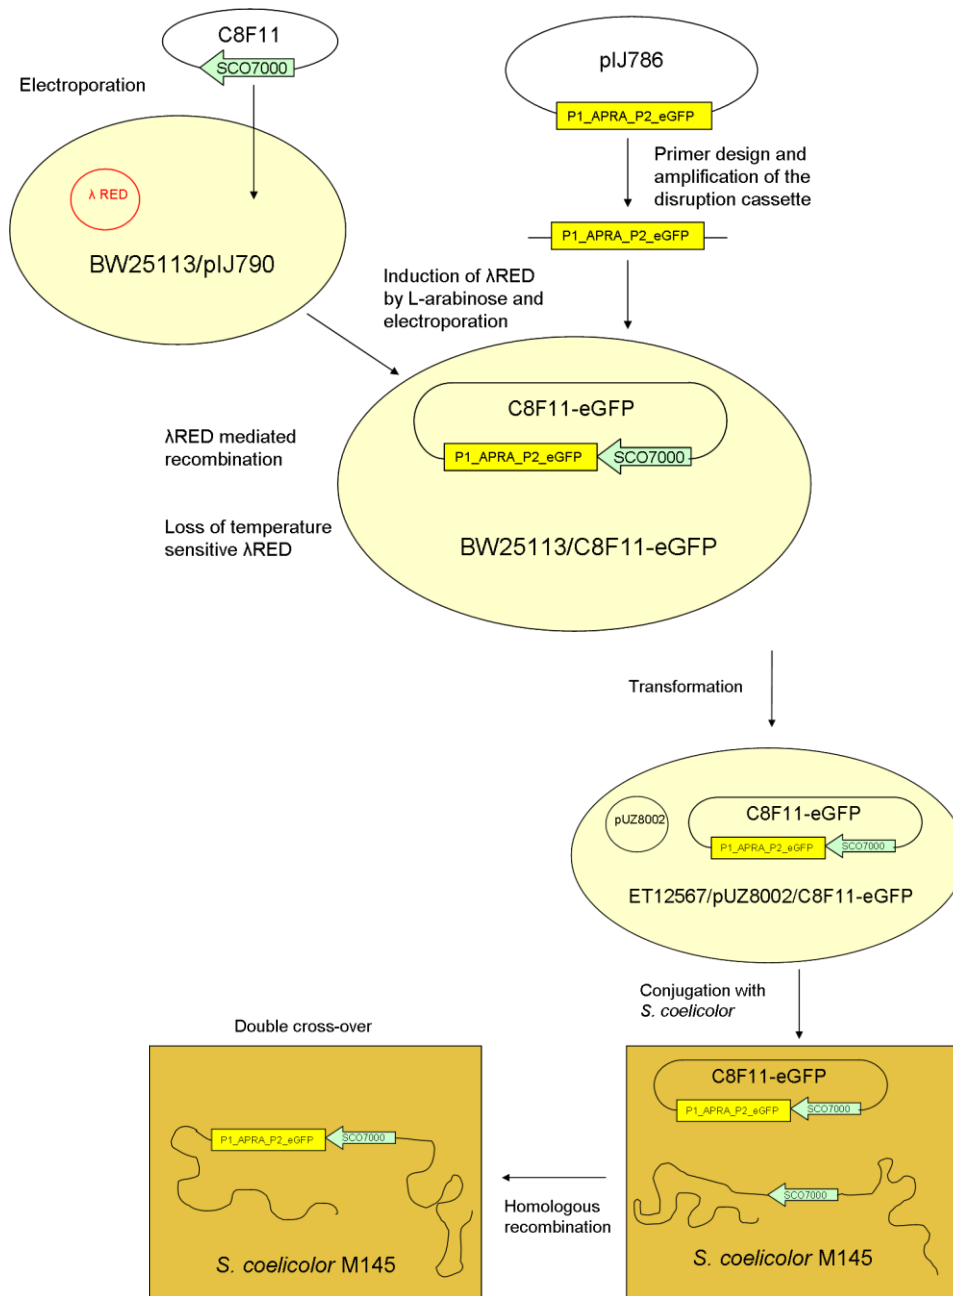 C8F11
SCO7000
Electroporation
pIJ786
P1_APRA_P2_eGFP
Primer design and
amplification of the
disruption cassette
λ RED
BW25113/pIJ790
P1_APRA_P2_eGFP
Induction of λRED
by L-arabinose and
electroporation
C8F11-eGFP
P1_APRA_P2_eGFP
SCO7000
λRED mediated
recombination
Loss of temperature
sensitive λRED
BW25113/C8F11-eGFP
Transformation
pUZ8002
C8F11-eGFP
P1_APRA_P2_eGFP
SCO7000
ET12567/pUZ8002/C8F11-eGFP
Conjugation with
S. coelicolor
Double cross-over
C8F11-eGFP
P1_APRA_P2_eGFP
SCO7000
P1_APRA_P2_eGFP
SCO7000
SCO7000
Homologous
recombination
S. coelicolor M145
S. coelicolor M145